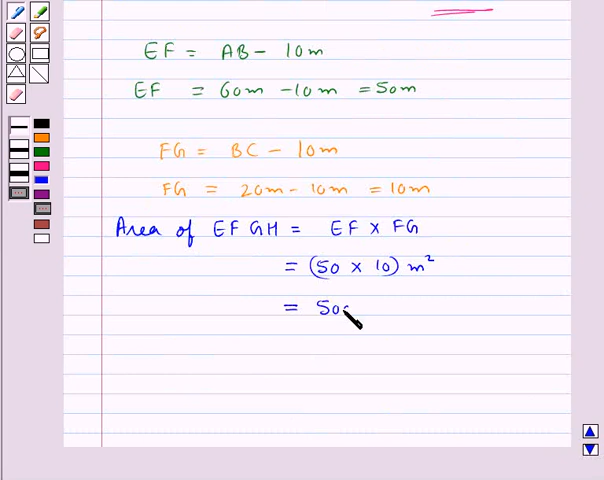 EF = AB - 10m
EF = 60m - 10m = 50m
FG = BC - 10m
FG = 20m - 10m = 10m
Area of EFGH = EF × FG
= (50 × 10) m²
= 50